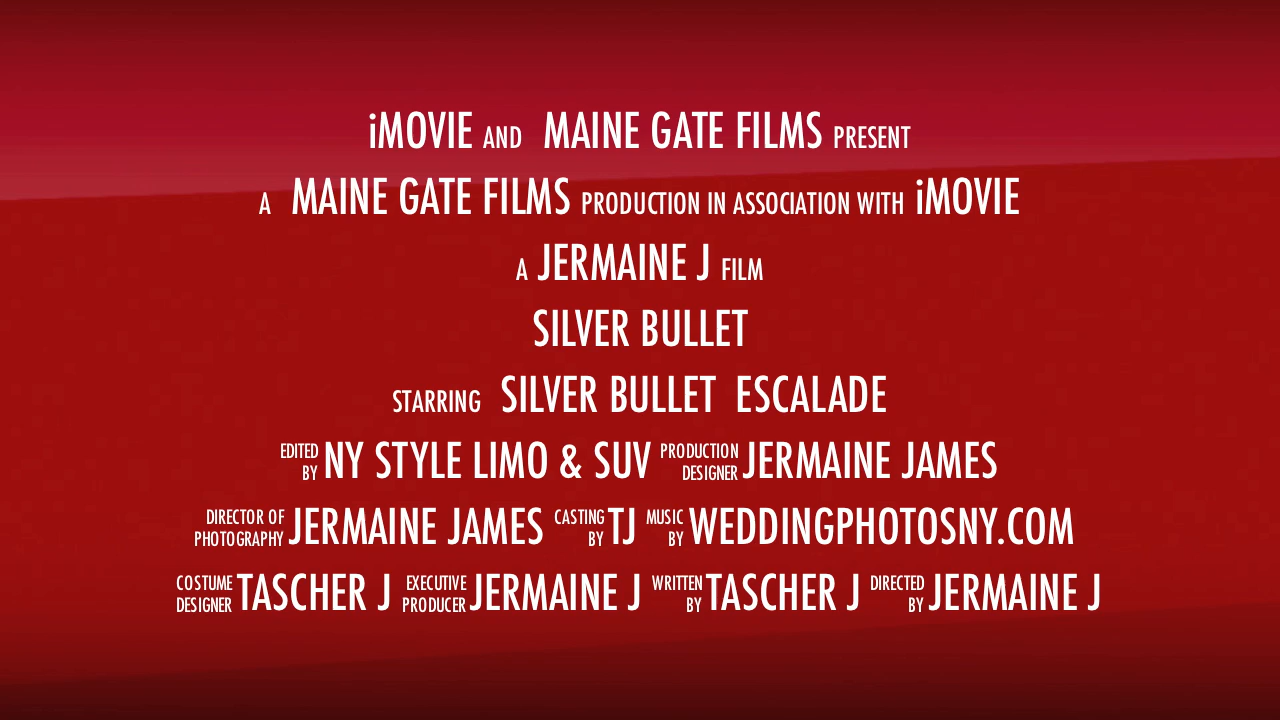 iMOVIE AND MAINE GATE FILMS PRESENT
A MAINE GATE FILMS PRODUCTION IN ASSOCIATION WITH iMOVIE
A JERMAINE J FILM
SILVER BULLET
STARRING SILVER BULLET ESCALADE
EDITED BY NY STYLE LIMO & SUV PRODUCTION DESIGNER JERMAINE JAMES
DIRECTOR OF PHOTOGRAPHY JERMAINE JAMES CASTING BY TJ MUSIC BY WEDDINGPHOTOSNY.COM
COSTUME DESIGNER TASCHER J EXECUTIVE PRODUCER JERMAINE J WRITTEN BY TASCHER J DIRECTED BY JERMAINE J